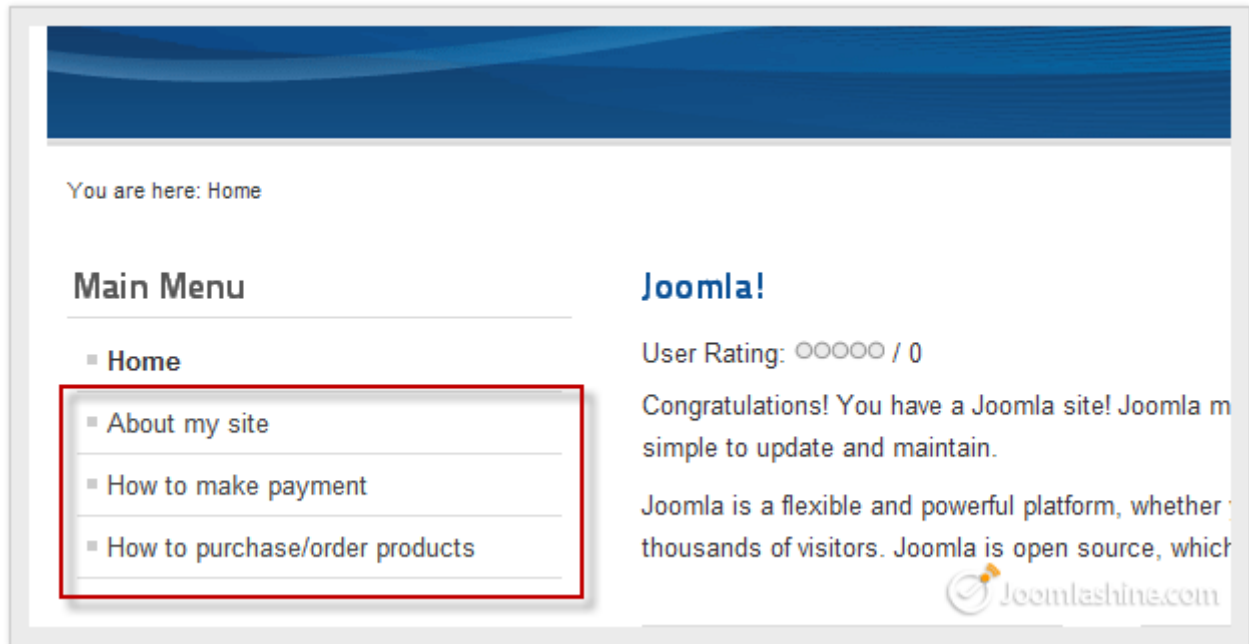 You are here: Home
Main Menu
Home
About my site
How to make payment
How to purchase/order products
Joomla!
User Rating: / 0
Congratulations! You have a Joomla site! Joomla m
simple to update and maintain.
Joomla is a flexible and powerful platform, whether
thousands of visitors. Joomla is open source, which
Joomlashine.com